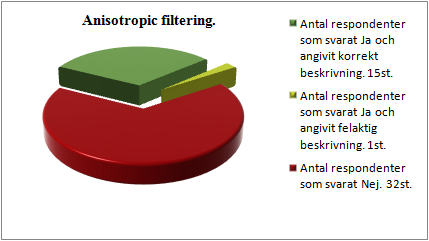 Anisotropic filtering.
Antal respondenter
som svarat Ja och
angivit korrekt
beskrivning. 15st.
Antal respondenter
som svarat Ja och
angivit felaktig
beskrivning. 1st.
Antal respondenter
som svarat Nej. 32st.